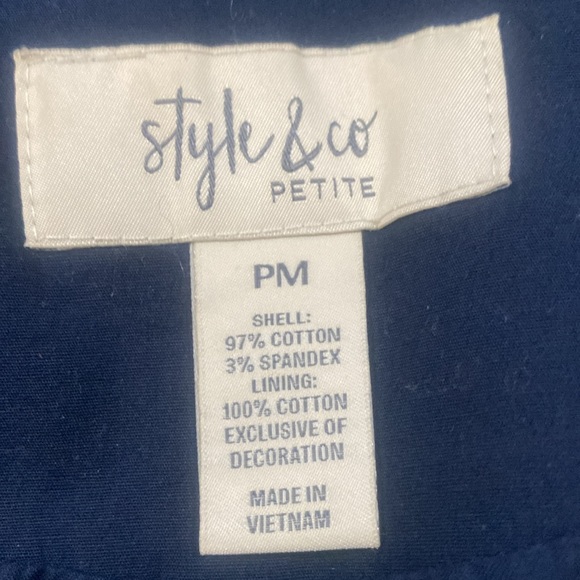 style & co
PETITE
PM
SHELL:
97% COTTON
3% SPANDEX
LINING:
100% COTTON
EXCLUSIVE OF
DECORATION
MADE IN
VIETNAM